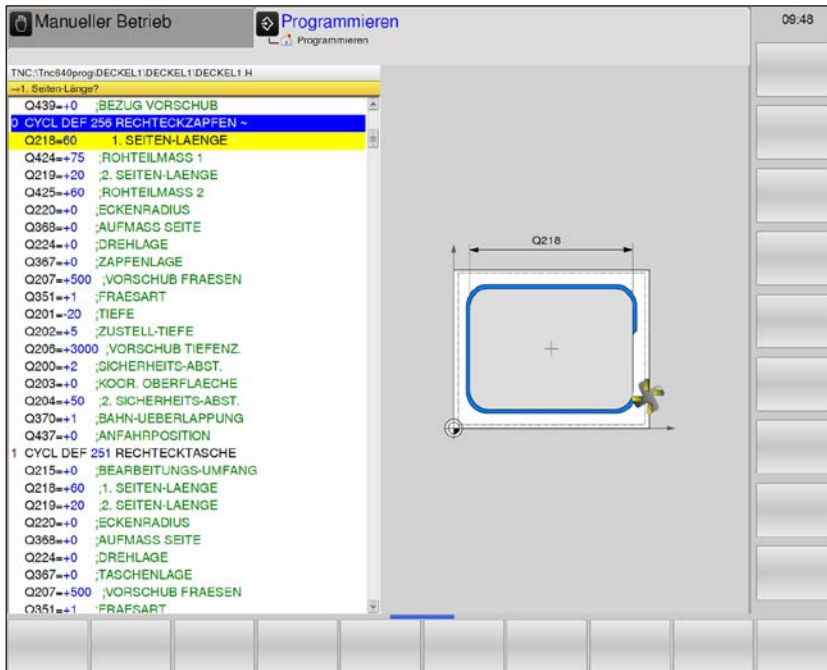 Manueller Betrieb
Programmieren
Programmieren
09:48
TNC:\Tnc640prog\DECKEL1\DECKEL1\DECKEL1.H
→1. Seiten-Länge?
Q439=+0 ;BEZUG VORSCHUB
0 CYCL DEF 256 RECHTECKZAPFEN ~
Q218=60 1. SEITEN-LAENGE
Q424=+75 ;ROHTEILMASS 1
Q219=+20 ;2. SEITEN-LAENGE
Q425=+60 ;ROHTEILMASS 2
Q220=+0 ;ECKENRADIUS
Q368=+0 ;AUFMASS SEITE
Q224=+0 ;DREHLAGE
Q367=+0 ;ZAPFENLAGE
Q207=+500 ;VORSCHUB FRAESEN
Q351=+1 ;FRAESART
Q201=-20 ;TIEFE
Q202=+5 ;ZUSTELL-TIEFE
Q206=+3000 ;VORSCHUB TIEFENZ.
Q200=+2 ;SICHERHEITS-ABST.
Q203=+0 ;KOOR. OBERFLAECHE
Q204=+50 ;2. SICHERHEITS-ABST.
Q370=+1 ;BAHN-UEBERLAPPUNG
Q437=+0 ;ANFAHRPOSITION
1 CYCL DEF 251 RECHTECKTASCHE
Q215=+0 ;BEARBEITUNGS-UMFANG
Q218=+60 ;1. SEITEN-LAENGE
Q219=+20 ;2. SEITEN-LAENGE
Q220=+0 ;ECKENRADIUS
Q368=+0 ;AUFMASS SEITE
Q224=+0 ;DREHLAGE
Q367=+0 ;TASCHENLAGE
Q207=+500 ;VORSCHUB FRAESEN
Q351=+1 ;FRAESART
Q218